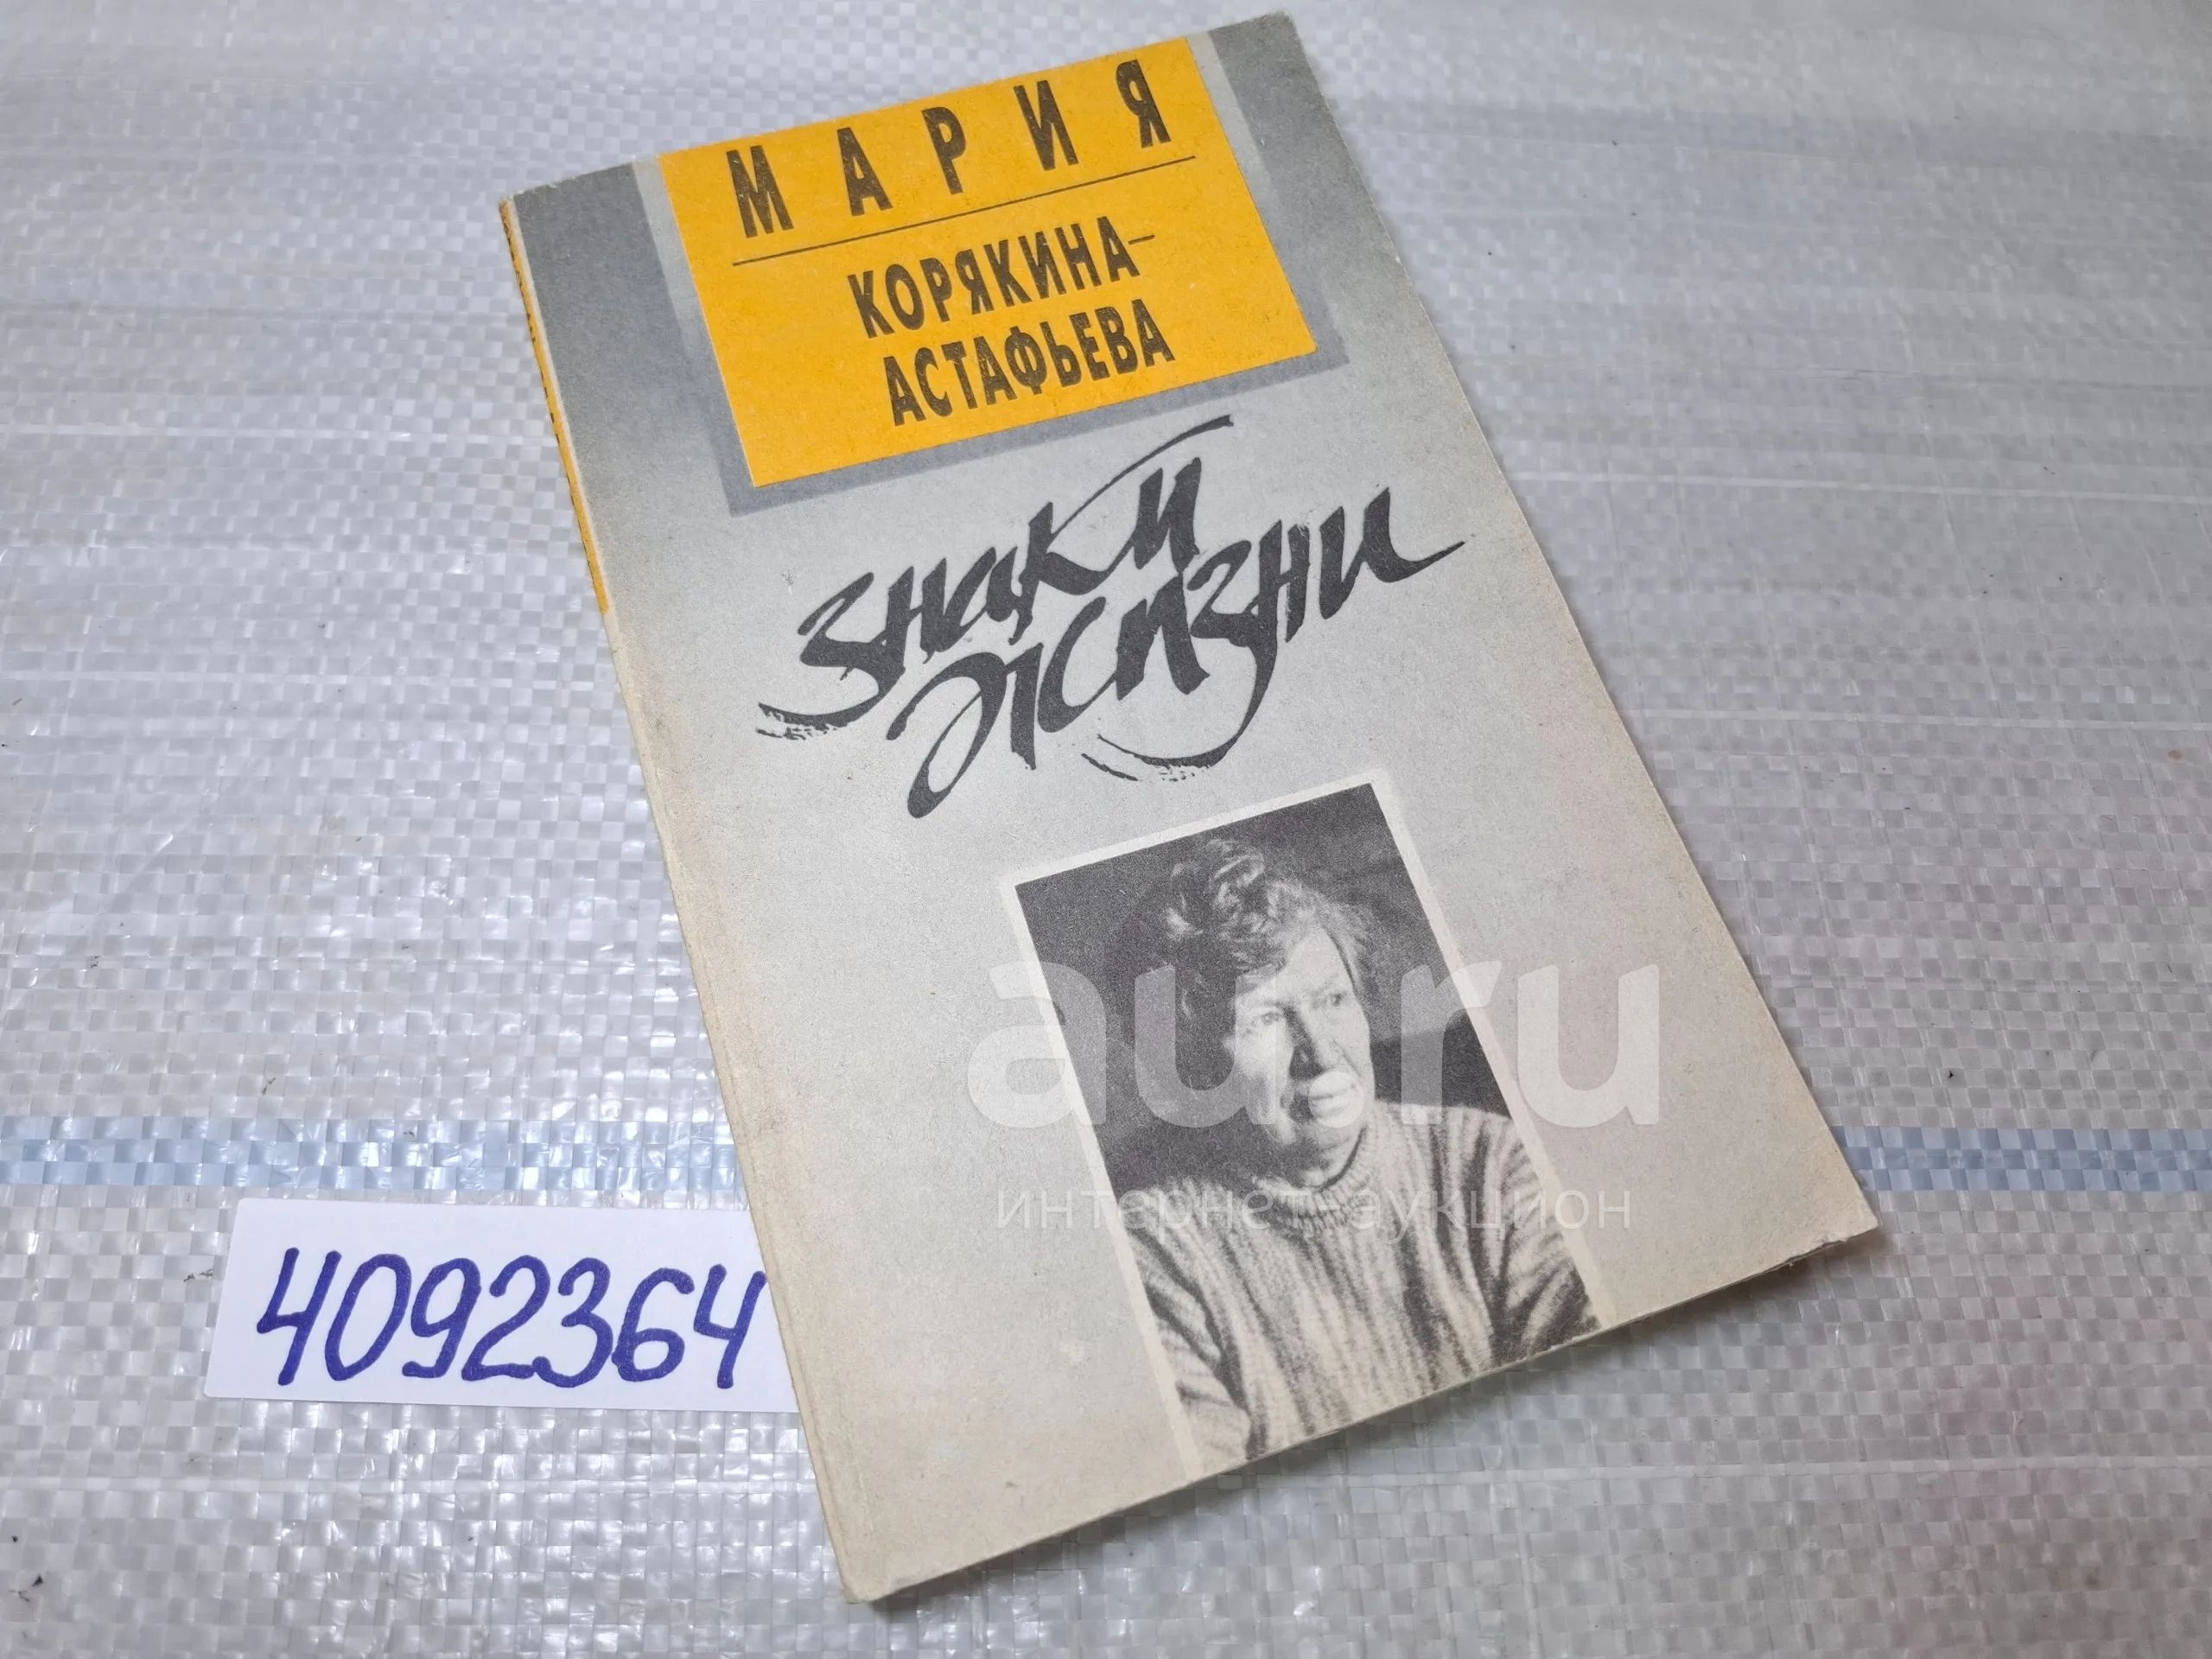 МАРИЯ
КОРЯКИНА-
АСТАФЬЕВА
знаки
жизни
au.ru
интернет аукцион
4092364